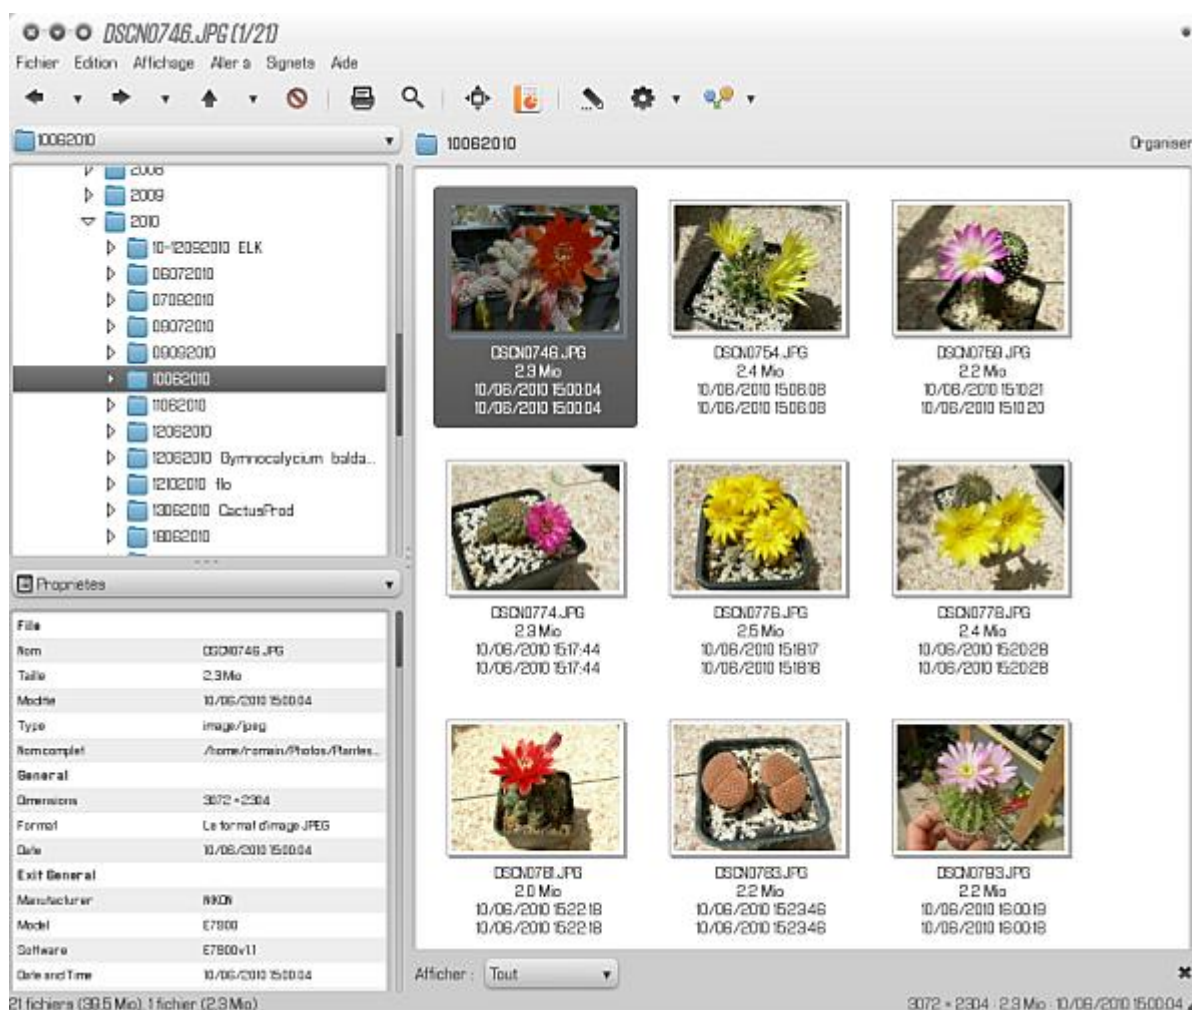 DSCN0746.JPG (1/21)
Fichier Edition Affichage Aller a Signets Aide
10062010
10062010
Organiser
2008
2009
2010
10-12092010 ELK
06072010
07092010
09072010
09092010
10062010
11062010
12062010
12062010 Gymnocalycium balda...
12102010 flo
13062010 CactusProd
18062010
Proprietes
File
Nom DSCN0746.JPG
Taille 2,3 Mio
Modifie 10/06/2010 15:00:04
Type image/jpeg
Nom complet /home/romain/Photos/Plantes...
General
Dimensions 3072 × 2304
Format Le format d'image JPEG
Date 10/06/2010 15:00:04
Exif General
Manufacturer NIKON
Model E7900
Software E7900v1.1
Date and Time 10/06/2010 15:00:04
DSCN0746.JPG
2.3 Mio
10/06/2010 15:00:04
10/06/2010 15:00:04
DSCN0754.JPG
2.4 Mio
10/06/2010 15:06:08
10/06/2010 15:06:08
DSCN0759.JPG
2.2 Mio
10/06/2010 15:10:21
10/06/2010 15:10:20
DSCN0774.JPG
2.3 Mio
10/06/2010 15:17:44
10/06/2010 15:17:44
DSCN0776.JPG
2.5 Mio
10/06/2010 15:18:17
10/06/2010 15:18:16
DSCN0778.JPG
2.4 Mio
10/06/2010 15:20:28
10/06/2010 15:20:28
DSCN0781.JPG
2.0 Mio
10/06/2010 15:22:18
10/06/2010 15:22:18
DSCN0783.JPG
2.2 Mio
10/06/2010 15:23:46
10/06/2010 15:23:46
DSCN0793.JPG
2.2 Mio
10/06/2010 16:00:19
10/06/2010 16:00:18
Afficher : Tout
21 fichiers (39.5 Mio), 1 fichier (2.3 Mio)
3072 × 2304 · 2.3 Mio · 10/06/2010 15:00:04